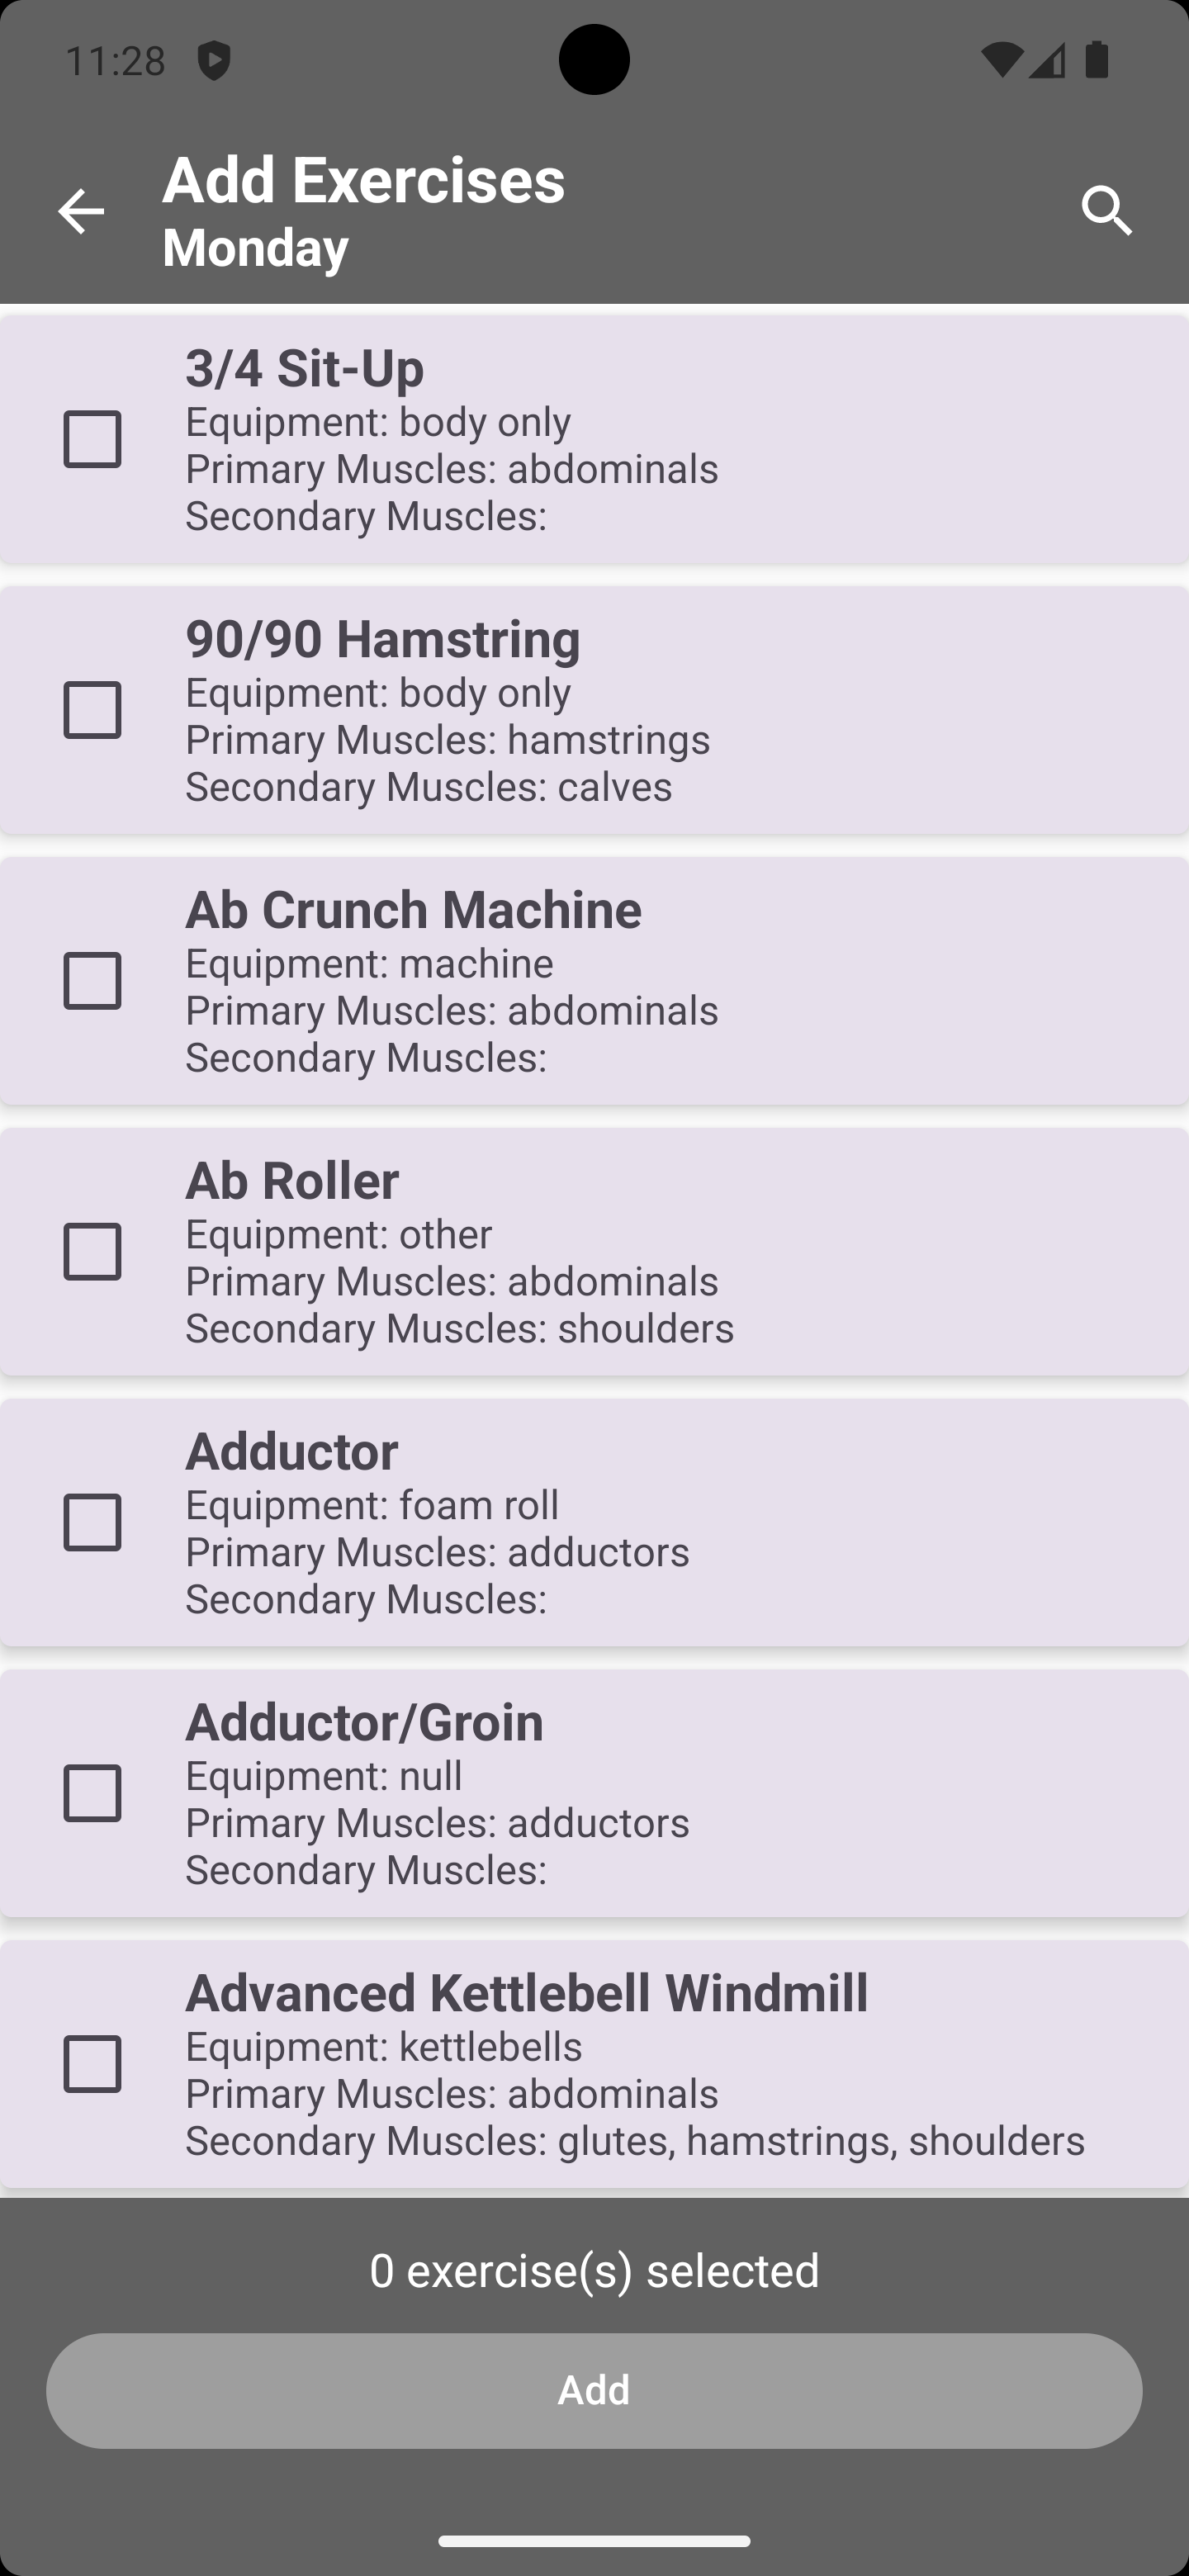 11:28
Add Exercises
Monday
3/4 Sit-Up
Equipment: body only
Primary Muscles: abdominals
Secondary Muscles:
90/90 Hamstring
Equipment: body only
Primary Muscles: hamstrings
Secondary Muscles: calves
Ab Crunch Machine
Equipment: machine
Primary Muscles: abdominals
Secondary Muscles:
Ab Roller
Equipment: other
Primary Muscles: abdominals
Secondary Muscles: shoulders
Adductor
Equipment: foam roll
Primary Muscles: adductors
Secondary Muscles:
Adductor/Groin
Equipment: null
Primary Muscles: adductors
Secondary Muscles:
Advanced Kettlebell Windmill
Equipment: kettlebells
Primary Muscles: abdominals
Secondary Muscles: glutes, hamstrings, shoulders
0 exercise(s) selected
Add